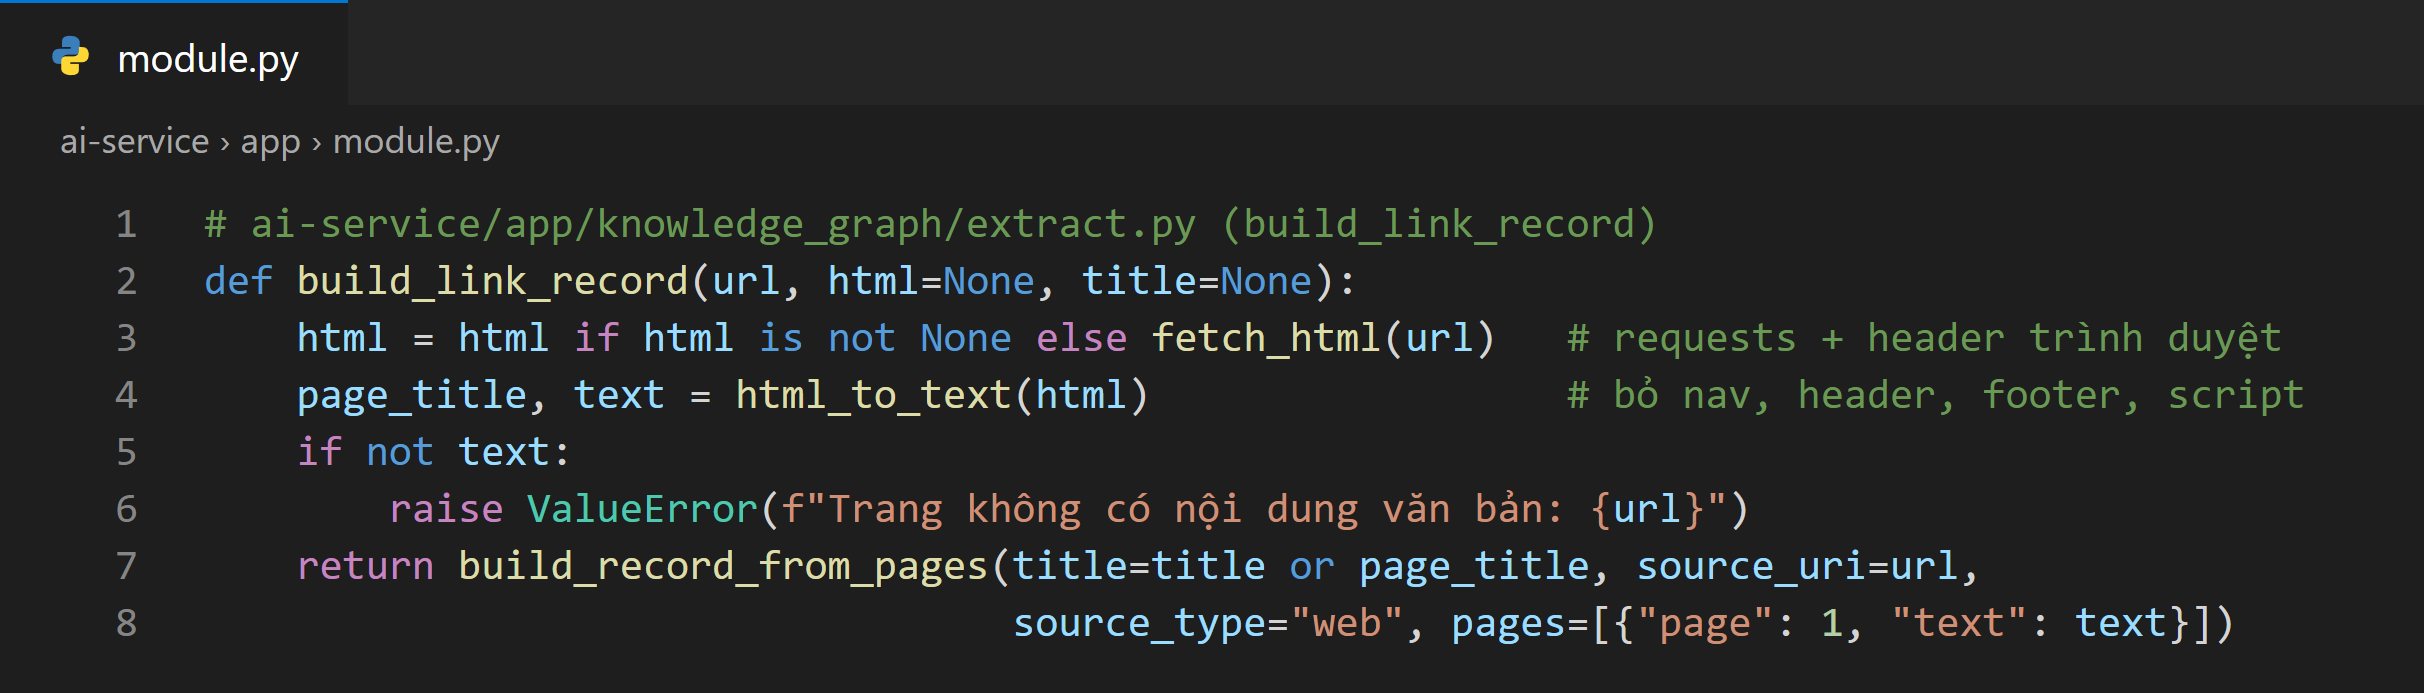 module.py
ai-service › app › module.py
1 # ai-service/app/knowledge_graph/extract.py (build_link_record)
2 def build_link_record(url, html=None, title=None):
3     html = html if html is not None else fetch_html(url)   # requests + header trình duyệt
4     page_title, text = html_to_text(html)                  # bỏ nav, header, footer, script
5     if not text:
6         raise ValueError(f"Trang không có nội dung văn bản: {url}")
7     return build_record_from_pages(title=title or page_title, source_uri=url,
8                                    source_type="web", pages=[{"page": 1, "text": text}])